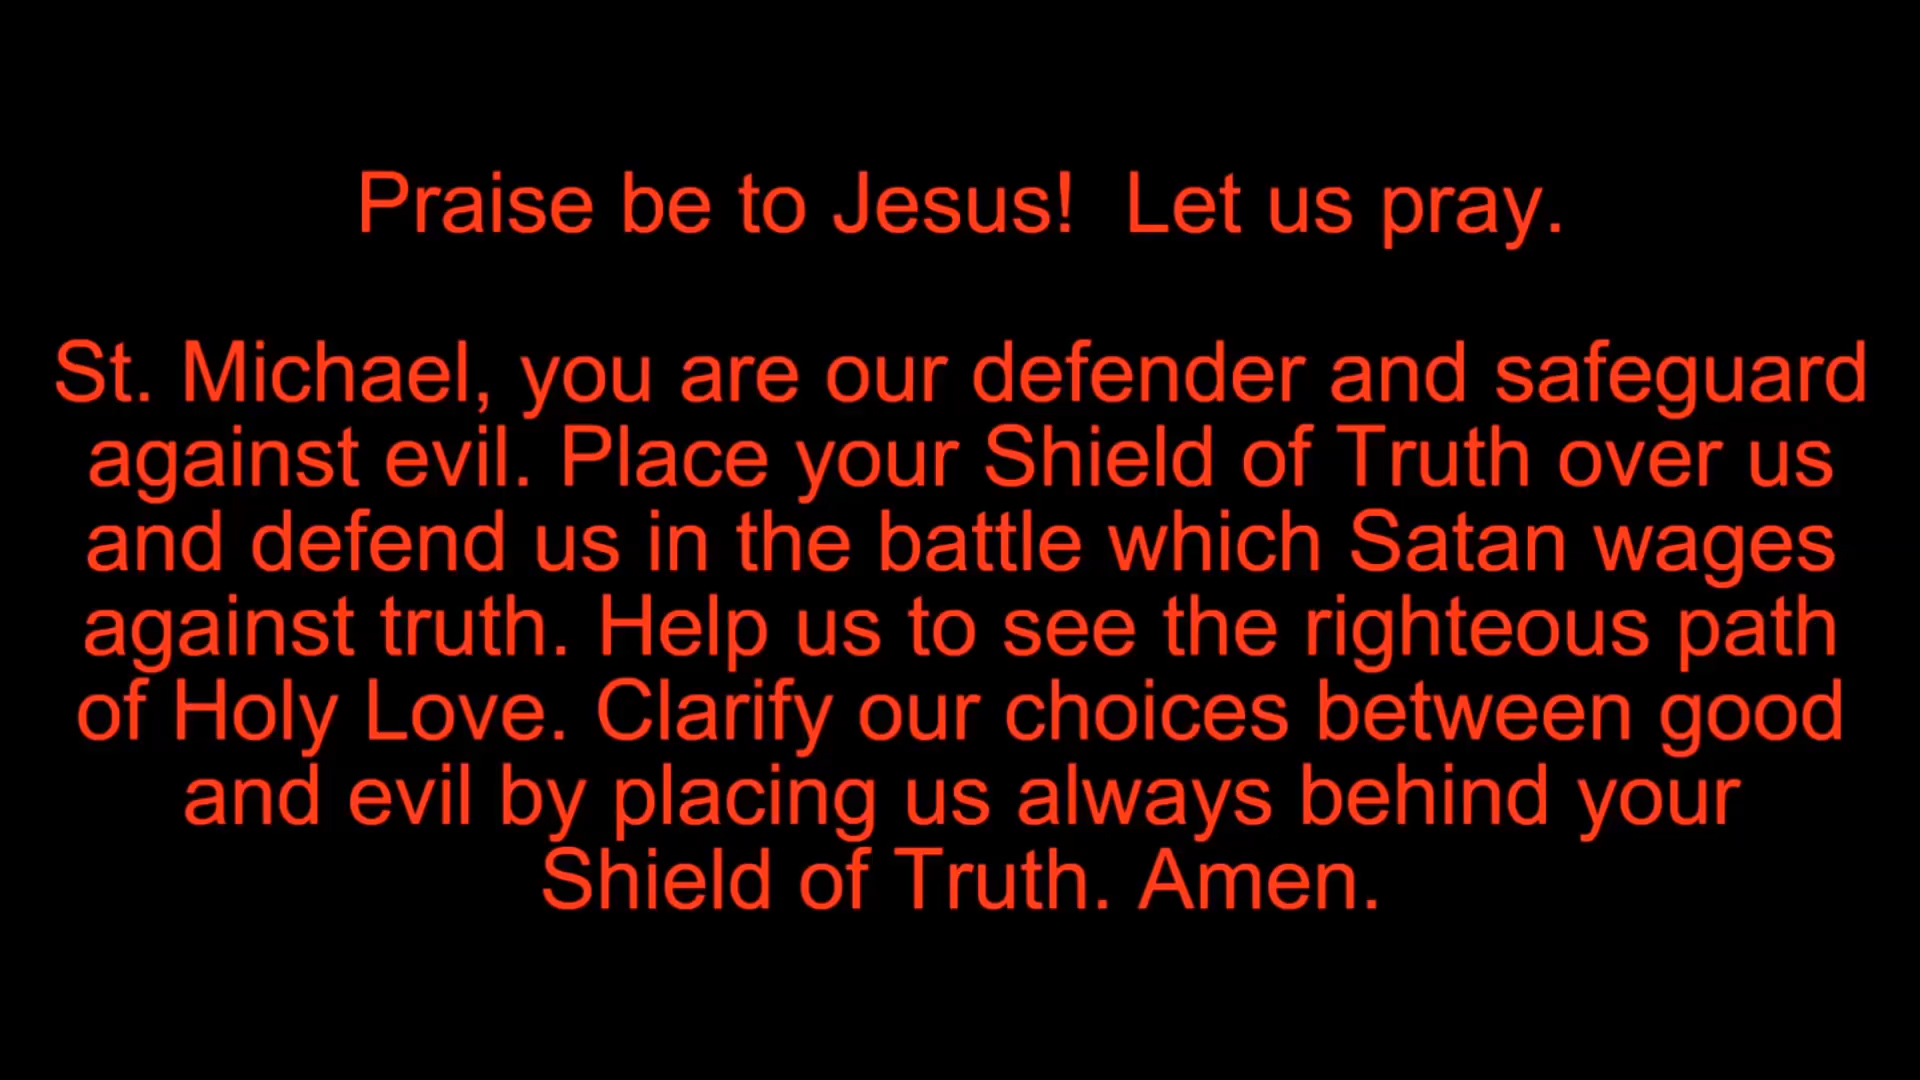 Praise be to Jesus!  Let us pray.
St. Michael, you are our defender and safeguard
against evil. Place your Shield of Truth over us
and defend us in the battle which Satan wages
against truth. Help us to see the righteous path
of Holy Love. Clarify our choices between good
and evil by placing us always behind your
Shield of Truth. Amen.